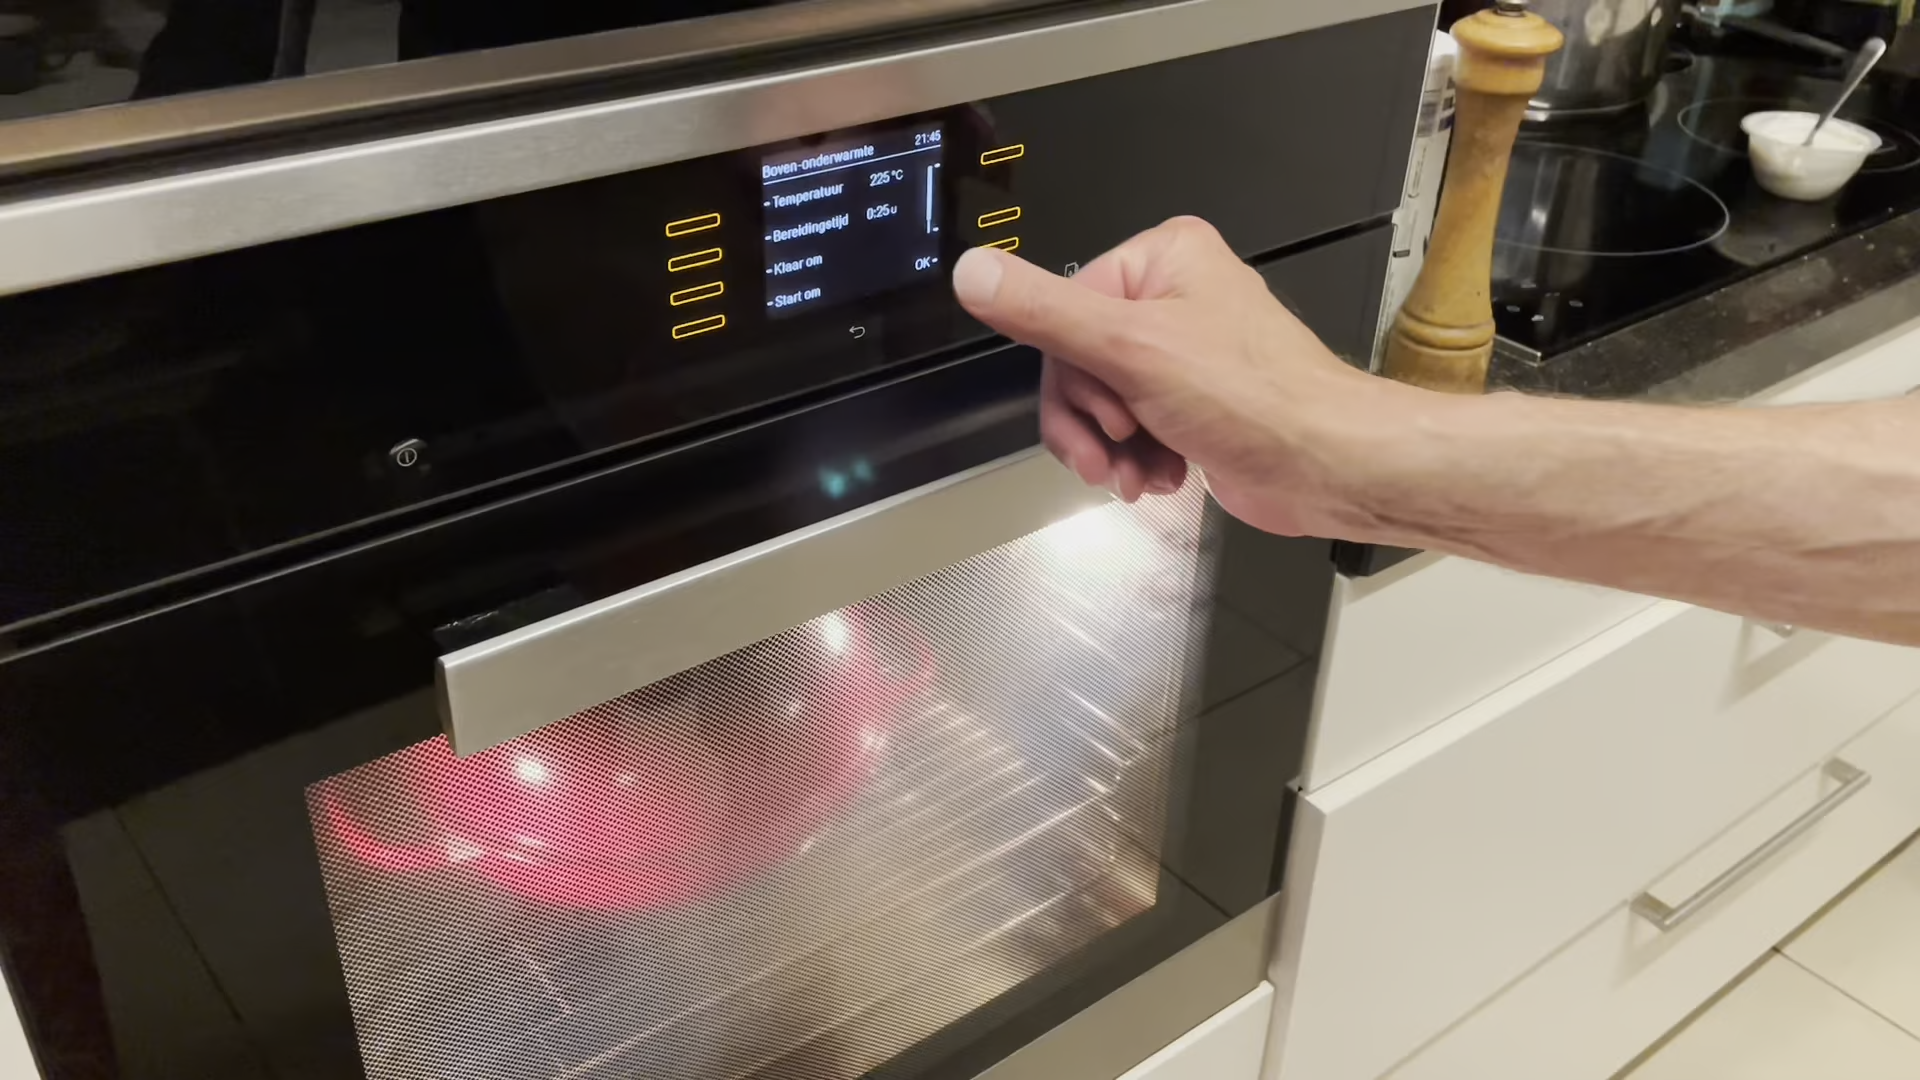 21:45
Boven-onderwarmte
Temperatuur 225 °C
Bereidingstijd 0:25 u
Klaar om
OK
Start om